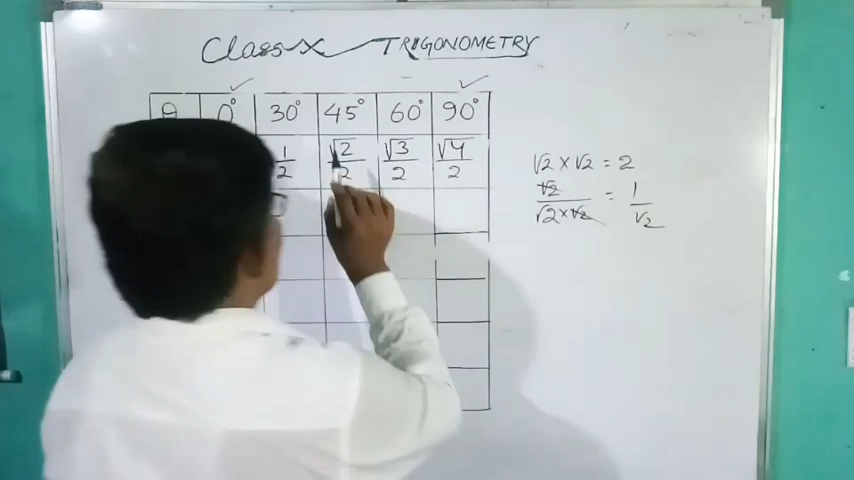 Class X TRIGONOMETRY
θ 0° 30° 45° 60° 90°
1/2 √2/2 √3/2 √4/2
√2 × √2 = 2
√2/√2×√2 = 1/√2